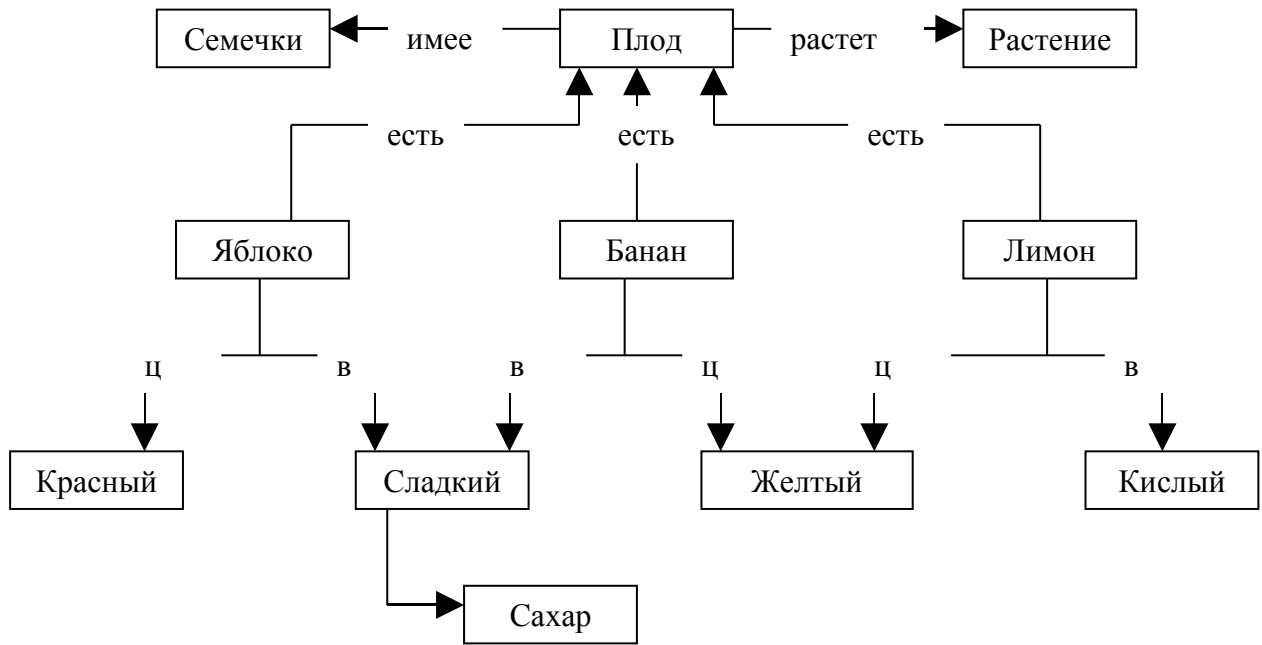 Семечки имее Плод растет Растение
есть есть есть
Яблоко Банан Лимон
ц в в ц ц в
Красный Сладкий Желтый Кислый
Сахар